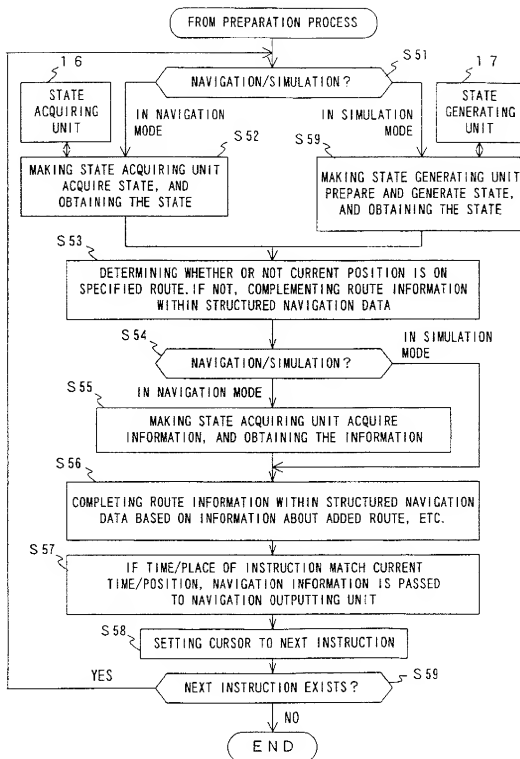 FROM PREPARATION PROCESS
S51
NAVIGATION/SIMULATION?
16
STATE
ACQUIRING
UNIT
17
STATE
GENERATING
UNIT
IN NAVIGATION
MODE
IN SIMULATION
MODE
S52
MAKING STATE ACQUIRING UNIT
ACQUIRE STATE, AND
OBTAINING THE STATE
S59
MAKING STATE GENERATING UNIT
PREPARE AND GENERATE STATE,
AND OBTAINING THE STATE
S53
DETERMINING WHETHER OR NOT CURRENT POSITION IS ON
SPECIFIED ROUTE.IF NOT, COMPLEMENTING ROUTE INFORMATION
WITHIN STRUCTURED NAVIGATION DATA
S54
NAVIGATION/SIMULATION?
IN SIMULATION
MODE
IN NAVIGATION MODE
S55
MAKING STATE ACQUIRING UNIT ACQUIRE
INFORMATION, AND OBTAINING THE INFORMATION
S56
COMPLETING ROUTE INFORMATION WITHIN STRUCTURED NAVIGATION
DATA BASED ON INFORMATION ABOUT ADDED ROUTE, ETC.
S57
IF TIME/PLACE OF INSTRUCTION MATCH CURRENT
TIME/POSITION, NAVIGATION INFORMATION IS PASSED
TO NAVIGATION OUTPUTTING UNIT
S58
SETTING CURSOR TO NEXT INSTRUCTION
YES
NEXT INSTRUCTION EXISTS?
S59
NO
END